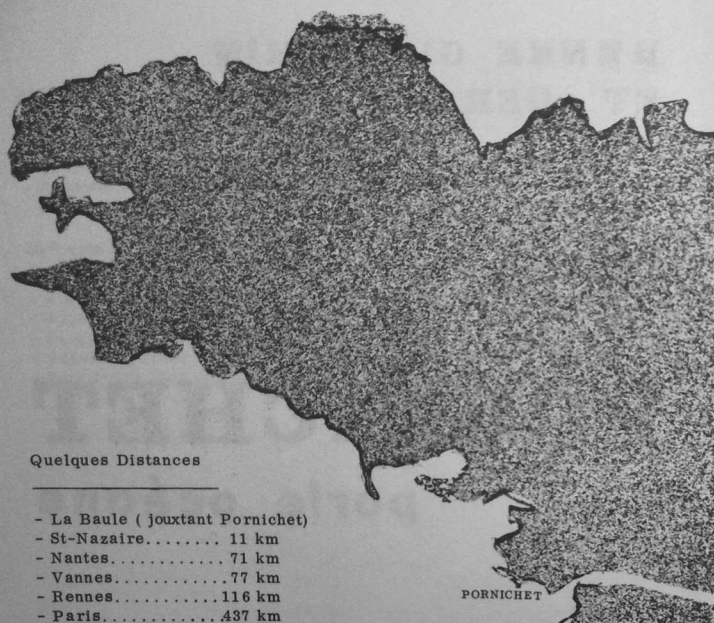 Quelques Distances
- La Baule ( jouxtant Pornichet)
- St-Nazaire........ 11 km
- Nantes............ 71 km
- Vannes............ 77 km
- Rennes...........116 km
- Paris............437 km
PORNICHET